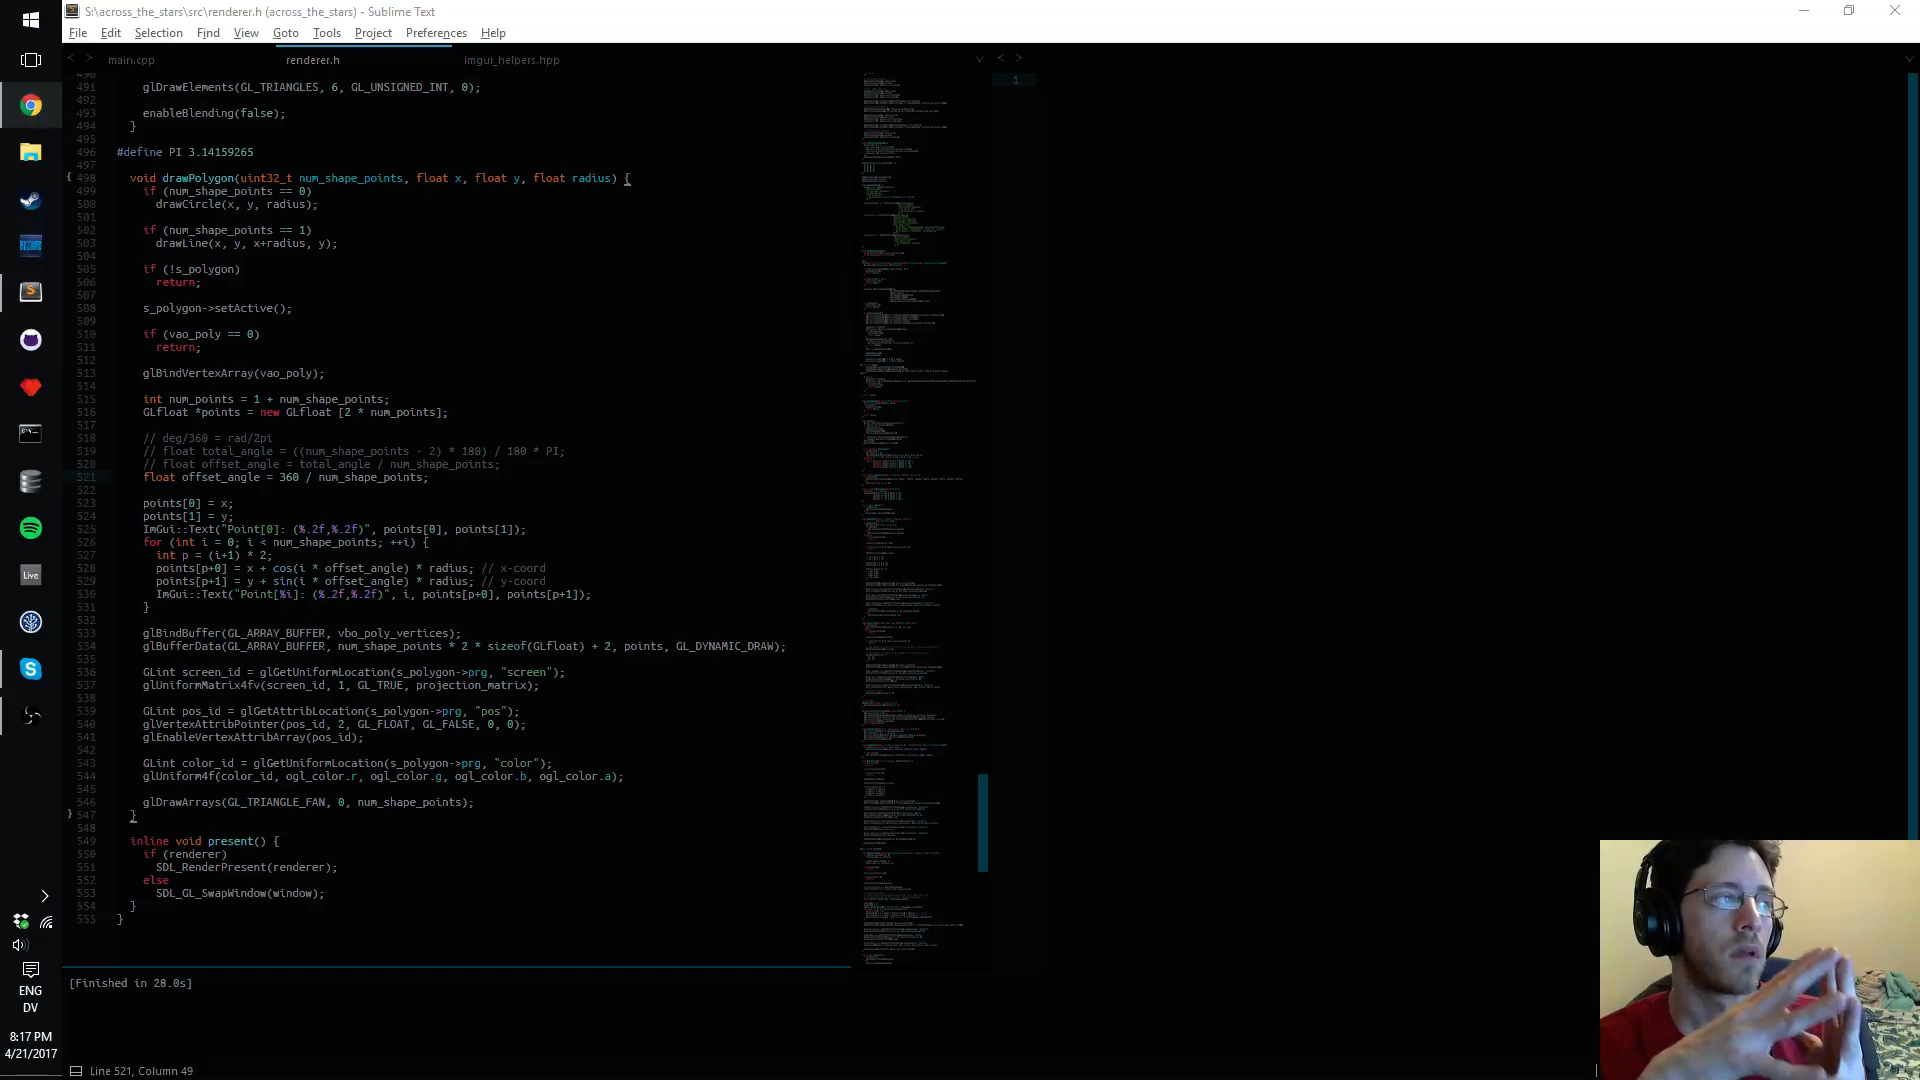 S:\across_the_stars\src\renderer.h (across_the_stars) - Sublime Text
File Edit Selection Find View Goto Tools Project Preferences Help
main.cpp renderer.h imgui_helpers.hpp
490
491 glDrawElements(GL_TRIANGLES, 6, GL_UNSIGNED_INT, 0);
492
493 enableBlending(false);
494 }
495
496 #define PI 3.14159265
497
498 void drawPolygon(uint32_t num_shape_points, float x, float y, float radius) {
499 if (num_shape_points == 0)
500 drawCircle(x, y, radius);
501
502 if (num_shape_points == 1)
503 drawLine(x, y, x+radius, y);
504
505 if (!s_polygon)
506 return;
507
508 s_polygon->setActive();
509
510 if (vao_poly == 0)
511 return;
512
513 glBindVertexArray(vao_poly);
514
515 int num_points = 1 + num_shape_points;
516 GLfloat *points = new GLfloat [2 * num_points];
517
518 // deg/360 = rad/2pi
519 // float total_angle = ((num_shape_points - 2) * 180) / 180 * PI;
520 // float offset_angle = total_angle / num_shape_points;
521 float offset_angle = 360 / num_shape_points;
522
523 points[0] = x;
524 points[1] = y;
525 ImGui::Text("Point[0]: (%.2f,%.2f)", points[0], points[1]);
526 for (int i = 0; i < num_shape_points; ++i) {
527 int p = (i+1) * 2;
528 points[p+0] = x + cos(i * offset_angle) * radius; // x-coord
529 points[p+1] = y + sin(i * offset_angle) * radius; // y-coord
530 ImGui::Text("Point[%i]: (%.2f,%.2f)", i, points[p+0], points[p+1]);
531 }
532
533 glBindBuffer(GL_ARRAY_BUFFER, vbo_poly_vertices);
534 glBufferData(GL_ARRAY_BUFFER, num_shape_points * 2 * sizeof(GLfloat) + 2, points, GL_DYNAMIC_DRAW);
535
536 GLint screen_id = glGetUniformLocation(s_polygon->prg, "screen");
537 glUniformMatrix4fv(screen_id, 1, GL_TRUE, projection_matrix);
538
539 GLint pos_id = glGetAttribLocation(s_polygon->prg, "pos");
540 glVertexAttribPointer(pos_id, 2, GL_FLOAT, GL_FALSE, 0, 0);
541 glEnableVertexAttribArray(pos_id);
542
543 GLint color_id = glGetUniformLocation(s_polygon->prg, "color");
544 glUniform4f(color_id, ogl_color.r, ogl_color.g, ogl_color.b, ogl_color.a);
545
546 glDrawArrays(GL_TRIANGLE_FAN, 0, num_shape_points);
547 }
548
549 inline void present() {
550 if (renderer)
551 SDL_RenderPresent(renderer);
552 else
553 SDL_GL_SwapWindow(window);
554 }
555 }
1
[Finished in 28.0s]
Line 521, Column 49
Live
ENG
DV
8:17 PM
4/21/2017